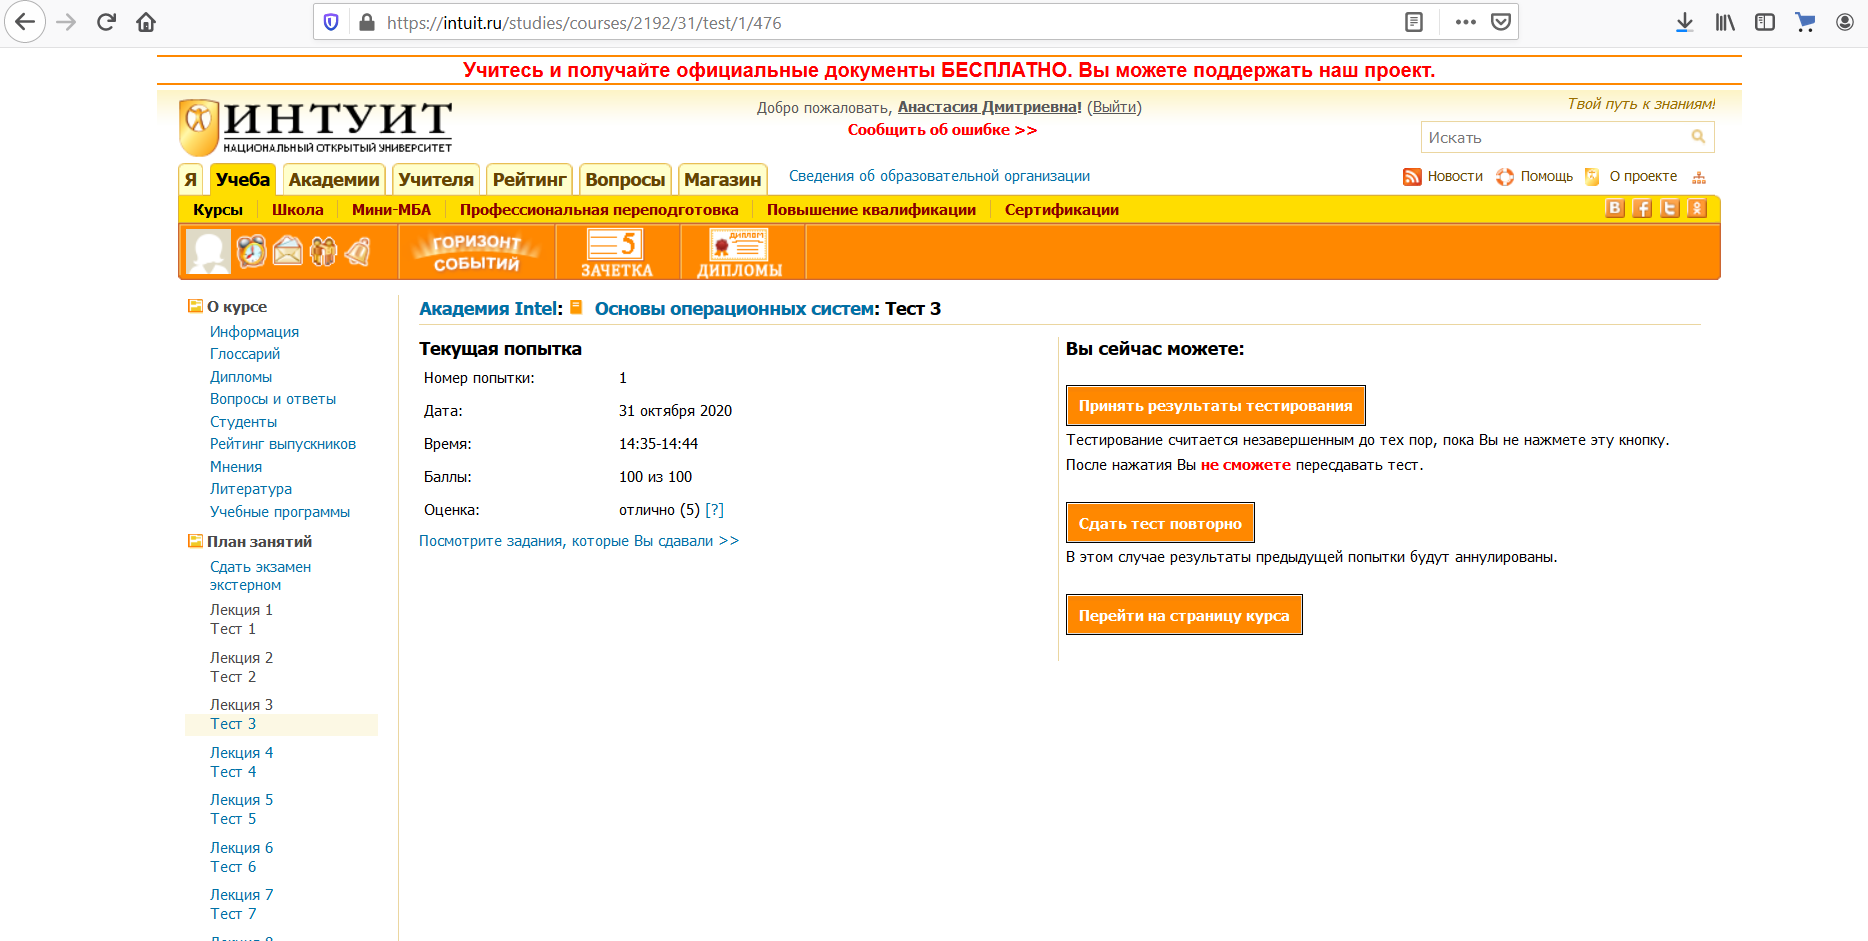 https://intuit.ru/studies/courses/2192/31/test/1/476
Учитесь и получайте официальные документы БЕСПЛАТНО. Вы можете поддержать наш проект.
ИНТУИТ
НАЦИОНАЛЬНЫЙ ОТКРЫТЫЙ УНИВЕРСИТЕТ
Добро пожаловать, Анастасия Дмитриевна! (Выйти)
Сообщить об ошибке >>
Твой путь к знаниям!
Искать
Я Учеба Академии Учителя Рейтинг Вопросы Магазин Сведения об образовательной организации
Новости Помощь О проекте
Курсы Школа Мини-МБА Профессиональная переподготовка Повышение квалификации Сертификации
ГОРИЗОНТ
СОБЫТИЙ
5
ЗАЧЕТКА
ДИПЛОМ
ДИПЛОМЫ
О курсе
Информация
Глоссарий
Дипломы
Вопросы и ответы
Студенты
Рейтинг выпускников
Мнения
Литература
Учебные программы
План занятий
Сдать экзамен
экстерном
Лекция 1
Тест 1
Лекция 2
Тест 2
Лекция 3
Тест 3
Лекция 4
Тест 4
Лекция 5
Тест 5
Лекция 6
Тест 6
Лекция 7
Тест 7
Лекция 8
Академия Intel: Основы операционных систем: Тест 3
Текущая попытка
Номер попытки: 1
Дата: 31 октября 2020
Время: 14:35-14:44
Баллы: 100 из 100
Оценка: отлично (5) [?]
Посмотрите задания, которые Вы сдавали >>
Вы сейчас можете:
Принять результаты тестирования
Тестирование считается незавершенным до тех пор, пока Вы не нажмете эту кнопку.
После нажатия Вы не сможете пересдавать тест.
Сдать тест повторно
В этом случае результаты предыдущей попытки будут аннулированы.
Перейти на страницу курса